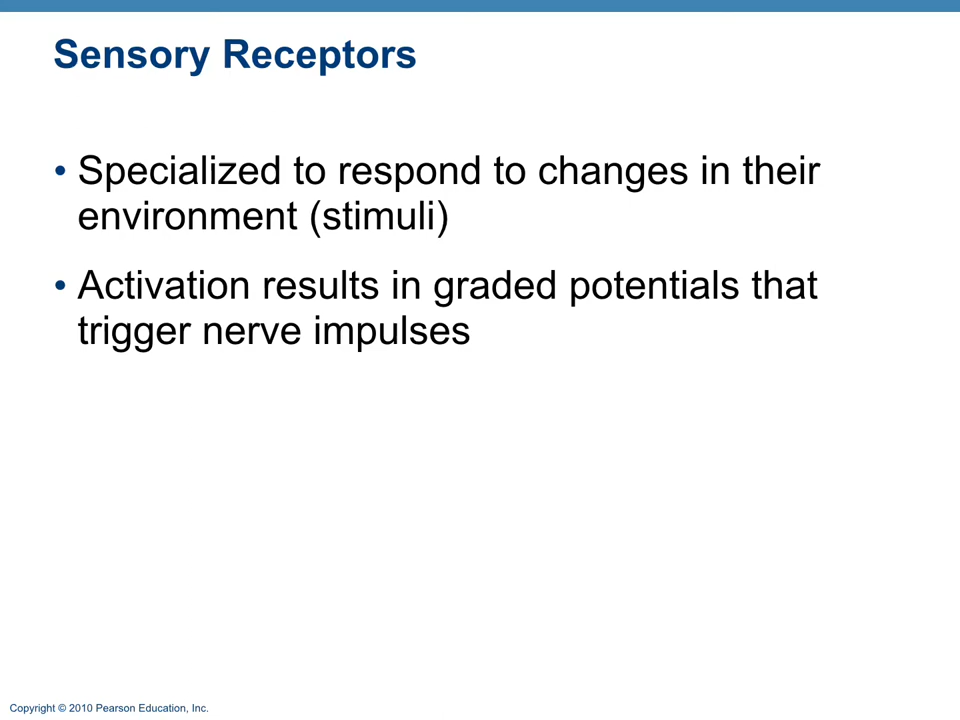 Sensory Receptors
• Specialized to respond to changes in their
environment (stimuli)
• Activation results in graded potentials that
trigger nerve impulses
Copyright © 2010 Pearson Education, Inc.